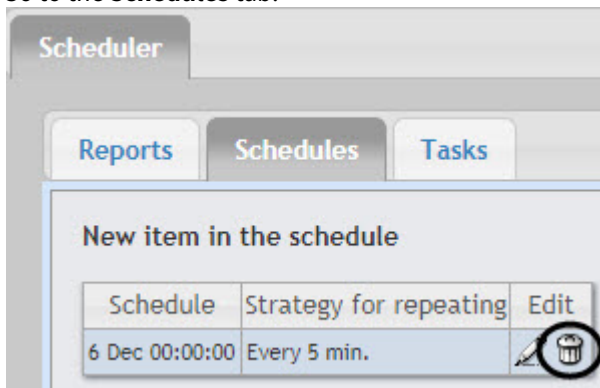 Scheduler
Reports Schedules Tasks
New item in the schedule
Schedule Strategy for repeating Edit
6 Dec 00:00:00 Every 5 min.